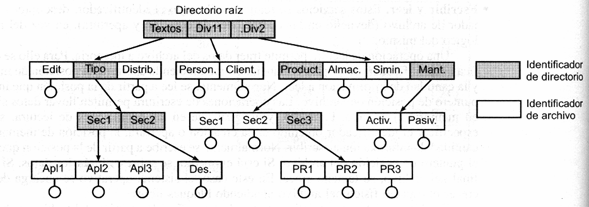 Directorio raíz
Textos Div11 .Div2
Edit Tipo Distrib. Person. Client. Product. Almac. Simin. Mant.
Identificador
de directorio
Identificador
de archivo
Sec1 Sec2 Sec1 Sec2 Sec3 Activ. Pasiv.
Apl1 Apl2 Apl3 Des. PR1 PR2 PR3